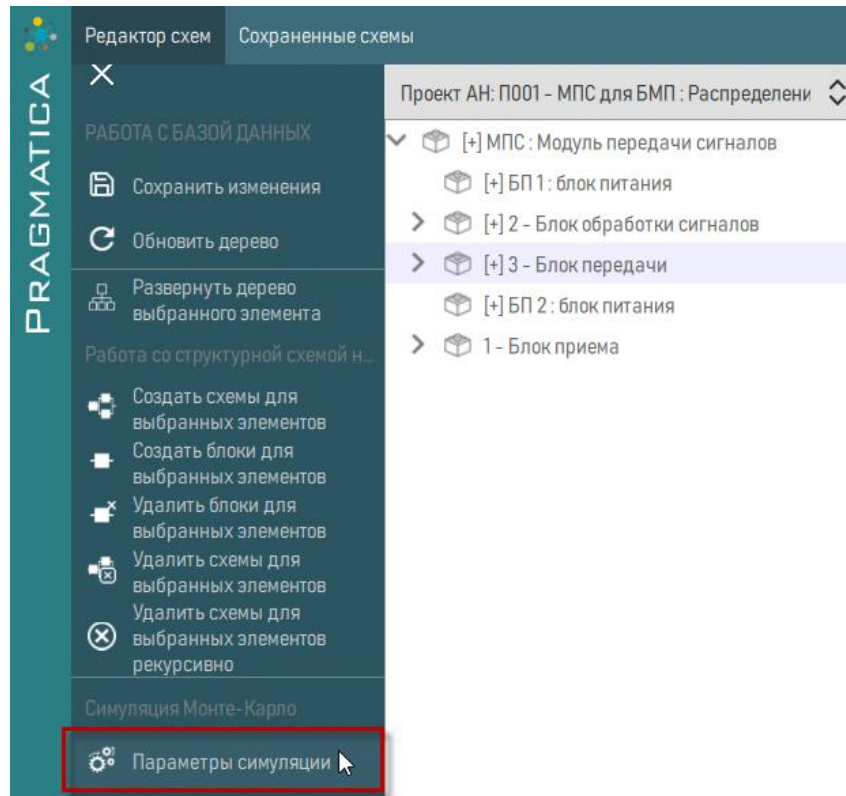 PRAGMATICA
Редактор схем
Сохраненные схемы
РАБОТА С БАЗОЙ ДАННЫХ
Сохранить изменения
Обновить дерево
Развернуть дерево
выбранного элемента
Работа со структурной схемой н...
Создать схемы для
выбранных элементов
Создать блоки для
выбранных элементов
Удалить блоки для
выбранных элементов
Удалить схемы для
выбранных элементов
Удалить схемы для
выбранных элементов
рекурсивно
Симуляция Монте-Карло
Параметры симуляции
Проект АН: П001 - МПС для БМП : Распределени
[+] МПС : Модуль передачи сигналов
[+] БП 1 : блок питания
[+] 2 - Блок обработки сигналов
[+] 3 - Блок передачи
[+] БП 2 : блок питания
1 - Блок приема